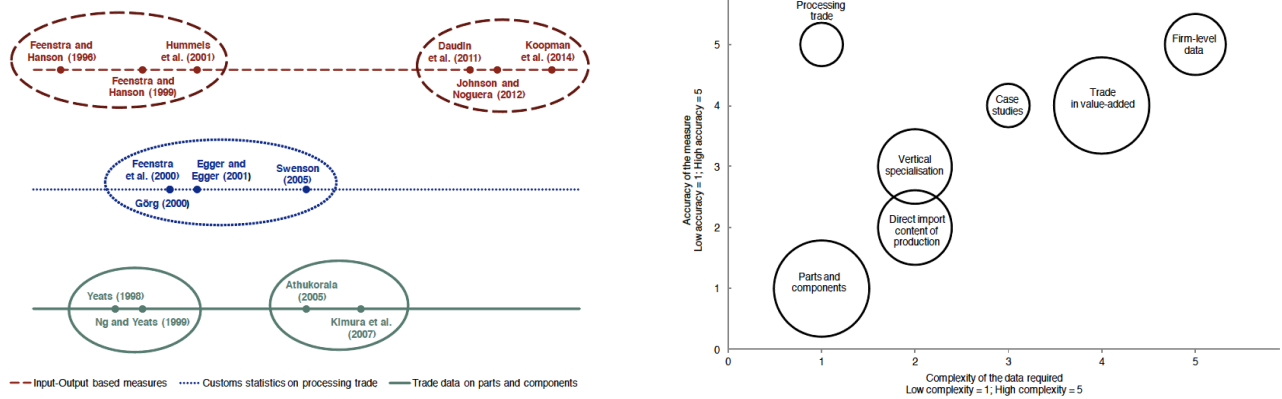 Feenstra and
Hanson (1996)
Hummels
et al. (2001)
Feenstra and
Hanson (1999)
Daudin
et al. (2011)
Koopman
et al. (2014)
Johnson and
Noguera (2012)
Feenstra
et al. (2000)
Egger and
Egger (2001)
Swenson
(2005)
Görg (2000)
Yeats (1998)
Ng and Yeats (1999)
Athukorala
(2005)
Kimura et al.
(2007)
Input-Output based measures
Customs statistics on processing trade
Trade data on parts and components
Accuracy of the measure
Low accuracy = 1; High accuracy = 5
5
4
3
2
1
0
Processing
trade
Firm-level
data
Case
studies
Trade
in value-added
Vertical
specialisation
Direct import
content of
production
Parts and
components
0 1 2 3 4 5
Complexity of the data required
Low complexity = 1; High complexity = 5